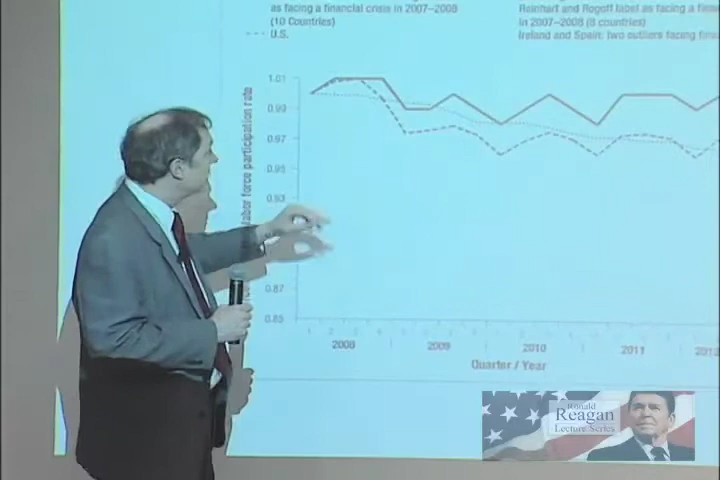 as facing a financial crisis in 2007–2008
(10 Countries)
U.S.
Reinhart and Rogoff label as facing a
in 2007–2008 (8 countries)
Ireland and Spain: two outliers facing
labor force participation rate
1.01
0.99
0.97
0.95
0.93
0.87
0.85
2008
2009
2010
2011
Quarter / Year
Ronald
Reagan
Lecture Series